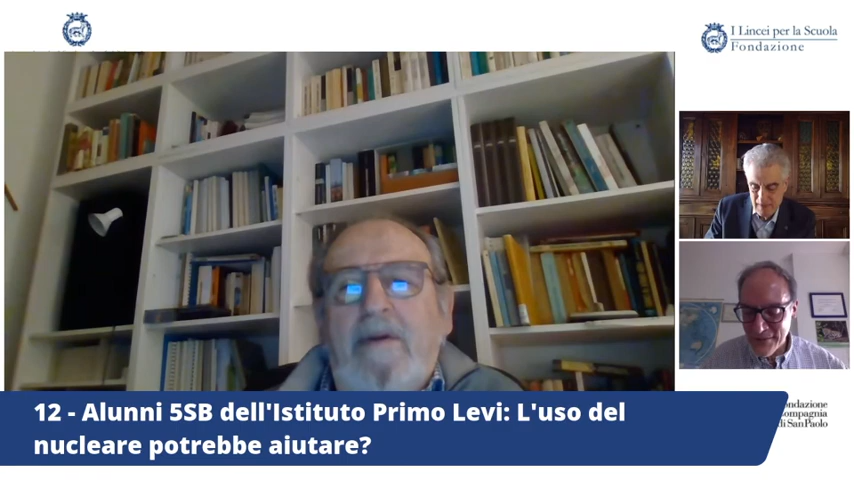 I Lincei per la Scuola
Fondazione
12 - Alunni 5SB dell'Istituto Primo Levi: L'uso del
nucleare potrebbe aiutare?
di San Paolo